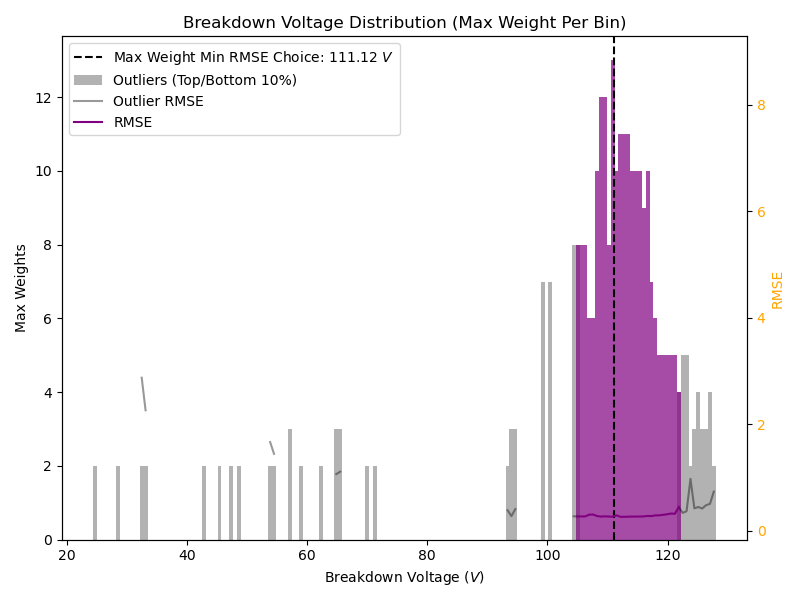 Breakdown Voltage Distribution (Max Weight Per Bin)
Max Weight Min RMSE Choice: 111.12 V
Outliers (Top/Bottom 10%)
Outlier RMSE
RMSE
12
10
8
6
4
2
0
Max Weights
8
6
4
2
0
RMSE
20 40 60 80 100 120
Breakdown Voltage (V)